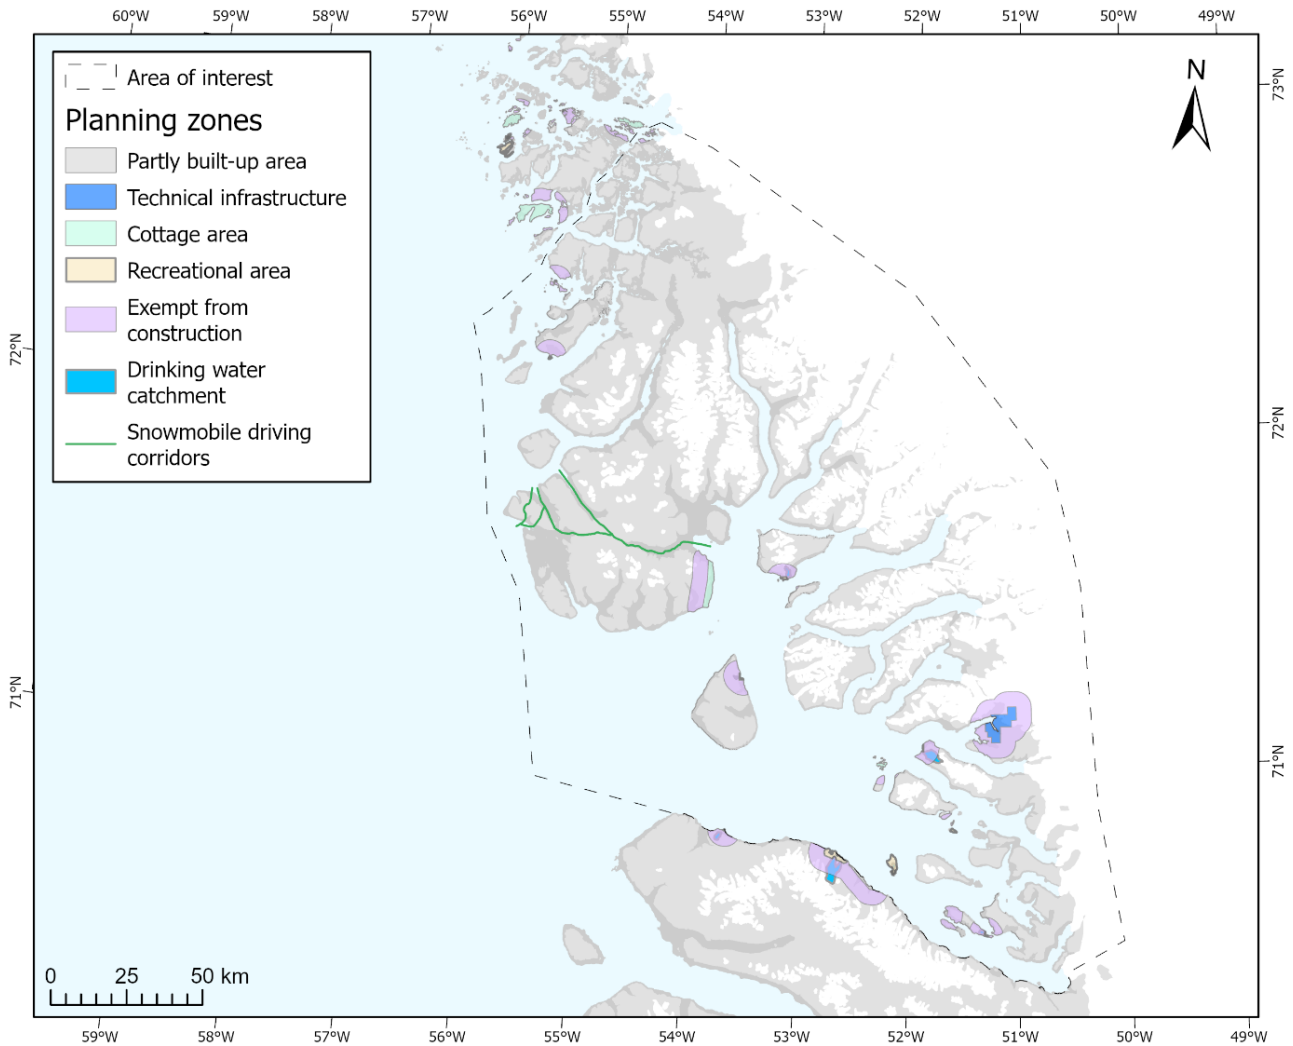 60°W 59°W 58°W 57°W 56°W 55°W 54°W 53°W 52°W 51°W 50°W 49°W
Area of interest
Planning zones
Partly built-up area
Technical infrastructure
Cottage area
Recreational area
Exempt from
construction
Drinking water
catchment
Snowmobile driving
corridors
N
73°N
72°N
72°N
71°N
71°N
0 25 50 km
59°W 58°W 57°W 56°W 55°W 54°W 53°W 52°W 51°W 50°W 49°W